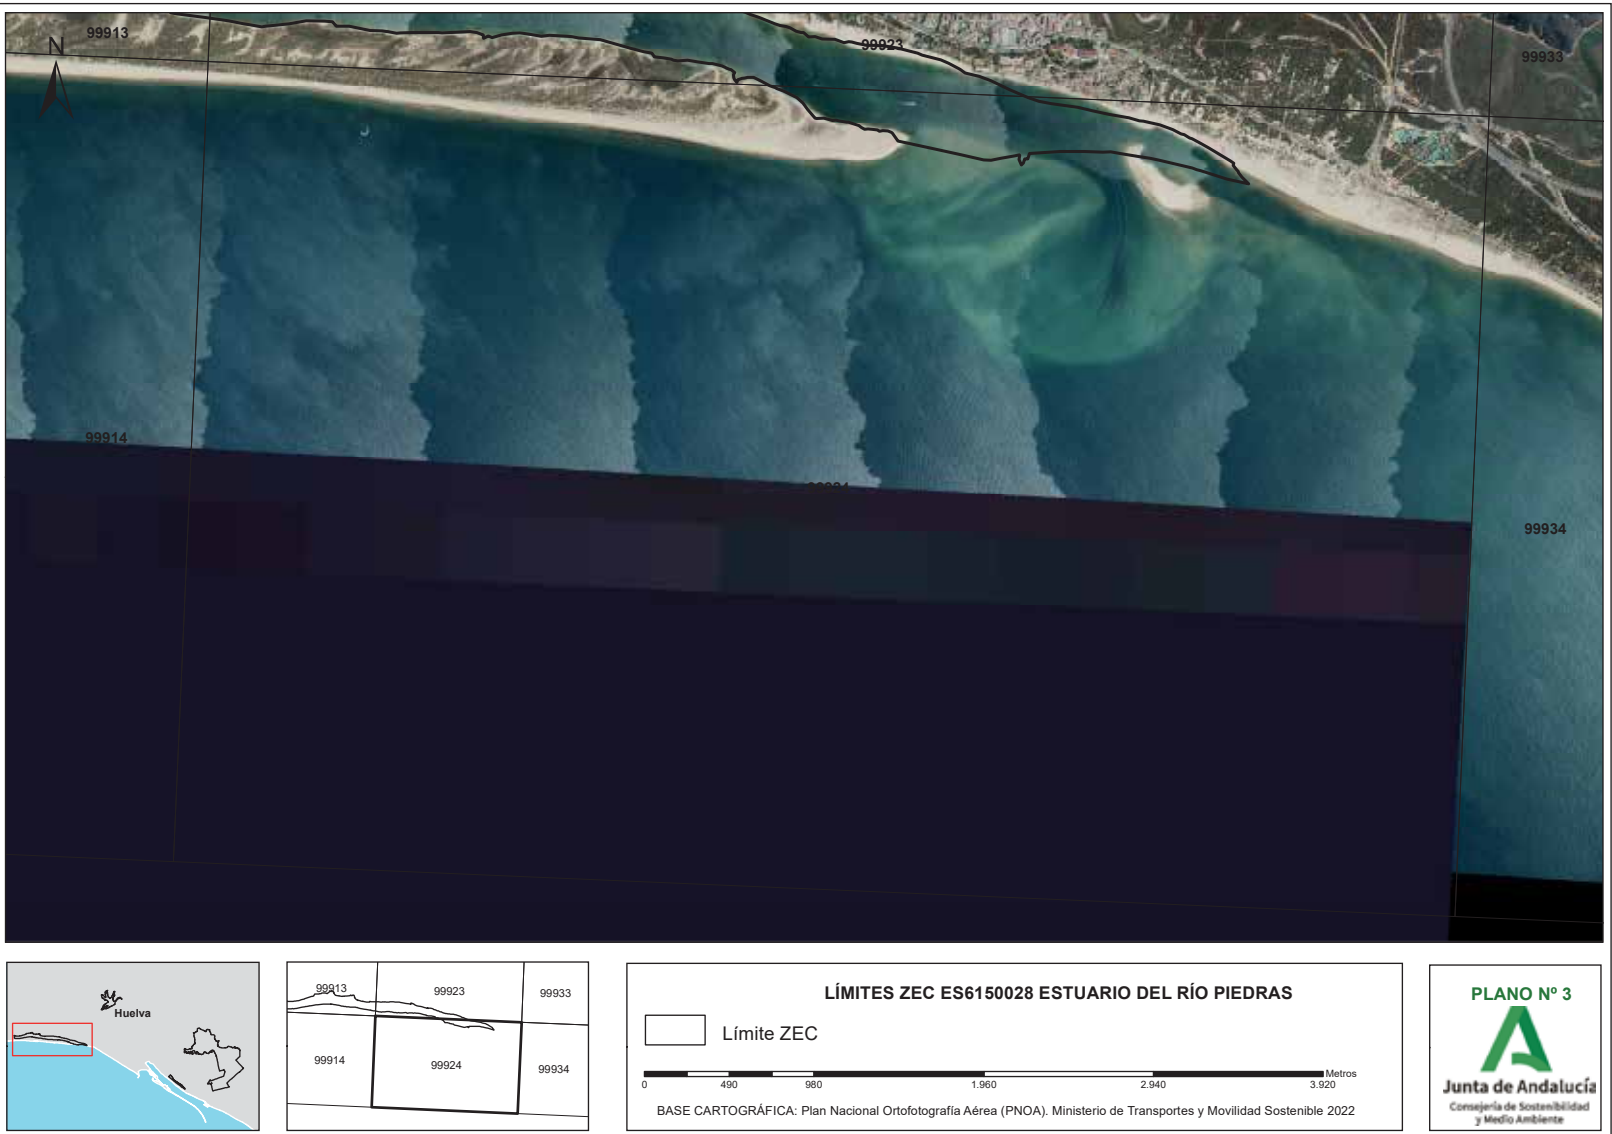 99913
99923
99933
N
99914
99924
99934
Huelva
99913
99923
99933
99914
99924
99934
LÍMITES ZEC ES6150028 ESTUARIO DEL RÍO PIEDRAS
Límite ZEC
Metros
0 490 980 1.960 2.940 3.920
BASE CARTOGRÁFICA: Plan Nacional Ortofotografía Aérea (PNOA). Ministerio de Transportes y Movilidad Sostenible 2022
PLANO Nº 3
Junta de Andalucía
Consejería de Sostenibilidad
y Medio Ambiente